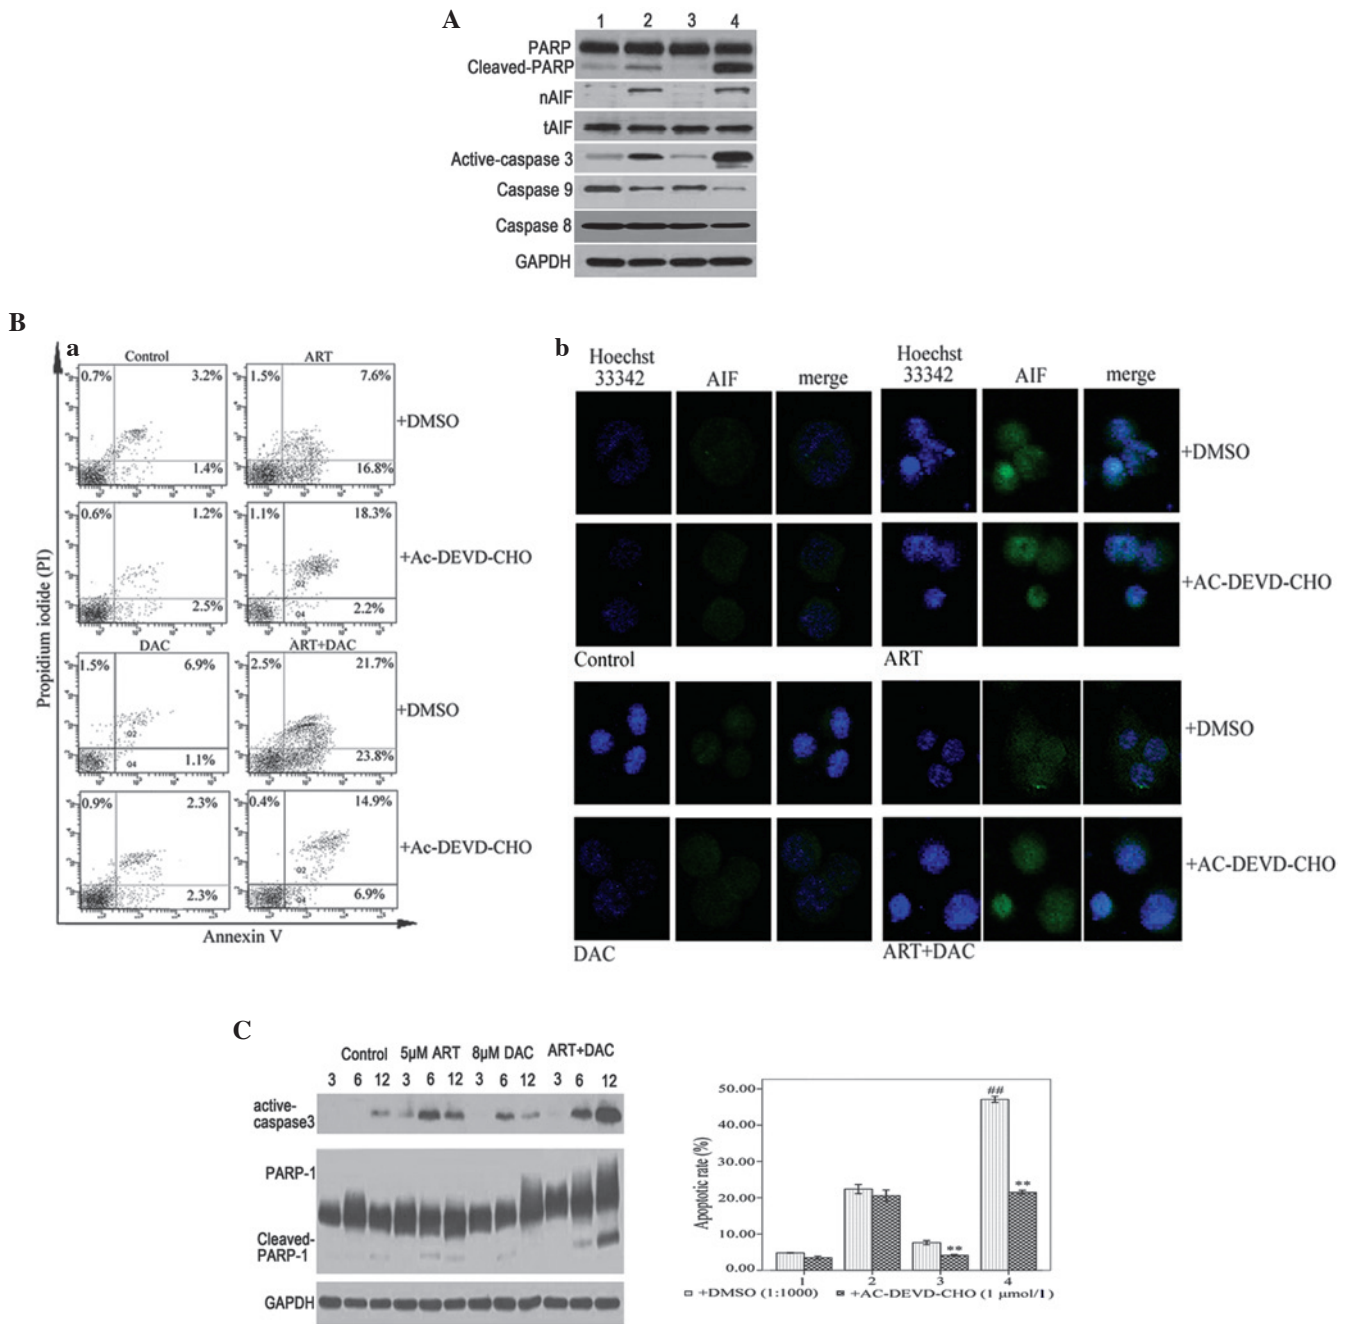 A
1 2 3 4
PARP
Cleaved-PARP
nAIF
tAIF
Active-caspase 3
Caspase 9
Caspase 8
GAPDH
B
a
Control ART
0.7% 3.2% 1.5% 7.6%
+DMSO
1.4% 16.8%
0.6% 1.2% 1.1% 18.3%
+Ac-DEVD-CHO
Q2
2.5% Q4 2.2%
DAC ART+DAC
1.5% 6.9% 2.5% 21.7%
Q2
+DMSO
Q4 1.1% 23.8%
0.9% 2.3% 0.4% 14.9%
+Ac-DEVD-CHO
Q2
2.3% Q4 6.9%
Propidium iodide (PI)
Annexin V
b
Hoechst 33342 AIF merge Hoechst 33342 AIF merge
+DMSO
+AC-DEVD-CHO
Control ART
+DMSO
+AC-DEVD-CHO
DAC ART+DAC
C
Control 5μM ART 8μM DAC ART+DAC
3 6 12 3 6 12 3 6 12 3 6 12
active-
caspase3
PARP-1
Cleaved-
PARP-1
GAPDH
Apoptotic rate (%)
50.00
40.00
30.00
20.00
10.00
0.00
##
**
**
1 2 3 4
+DMSO (1:1000) +AC-DEVD-CHO (1 μmol/l)